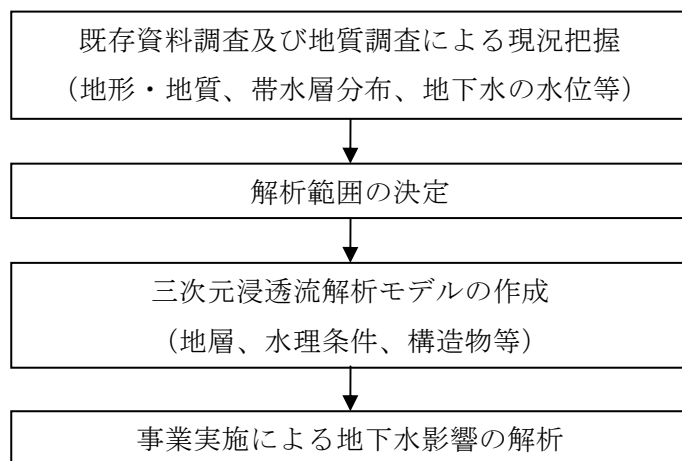 既存資料調査及び地質調査による現況把握
（地形・地質、帯水層分布、地下水の水位等）
解析範囲の決定
三次元浸透流解析モデルの作成
（地層、水理条件、構造物等）
事業実施による地下水影響の解析